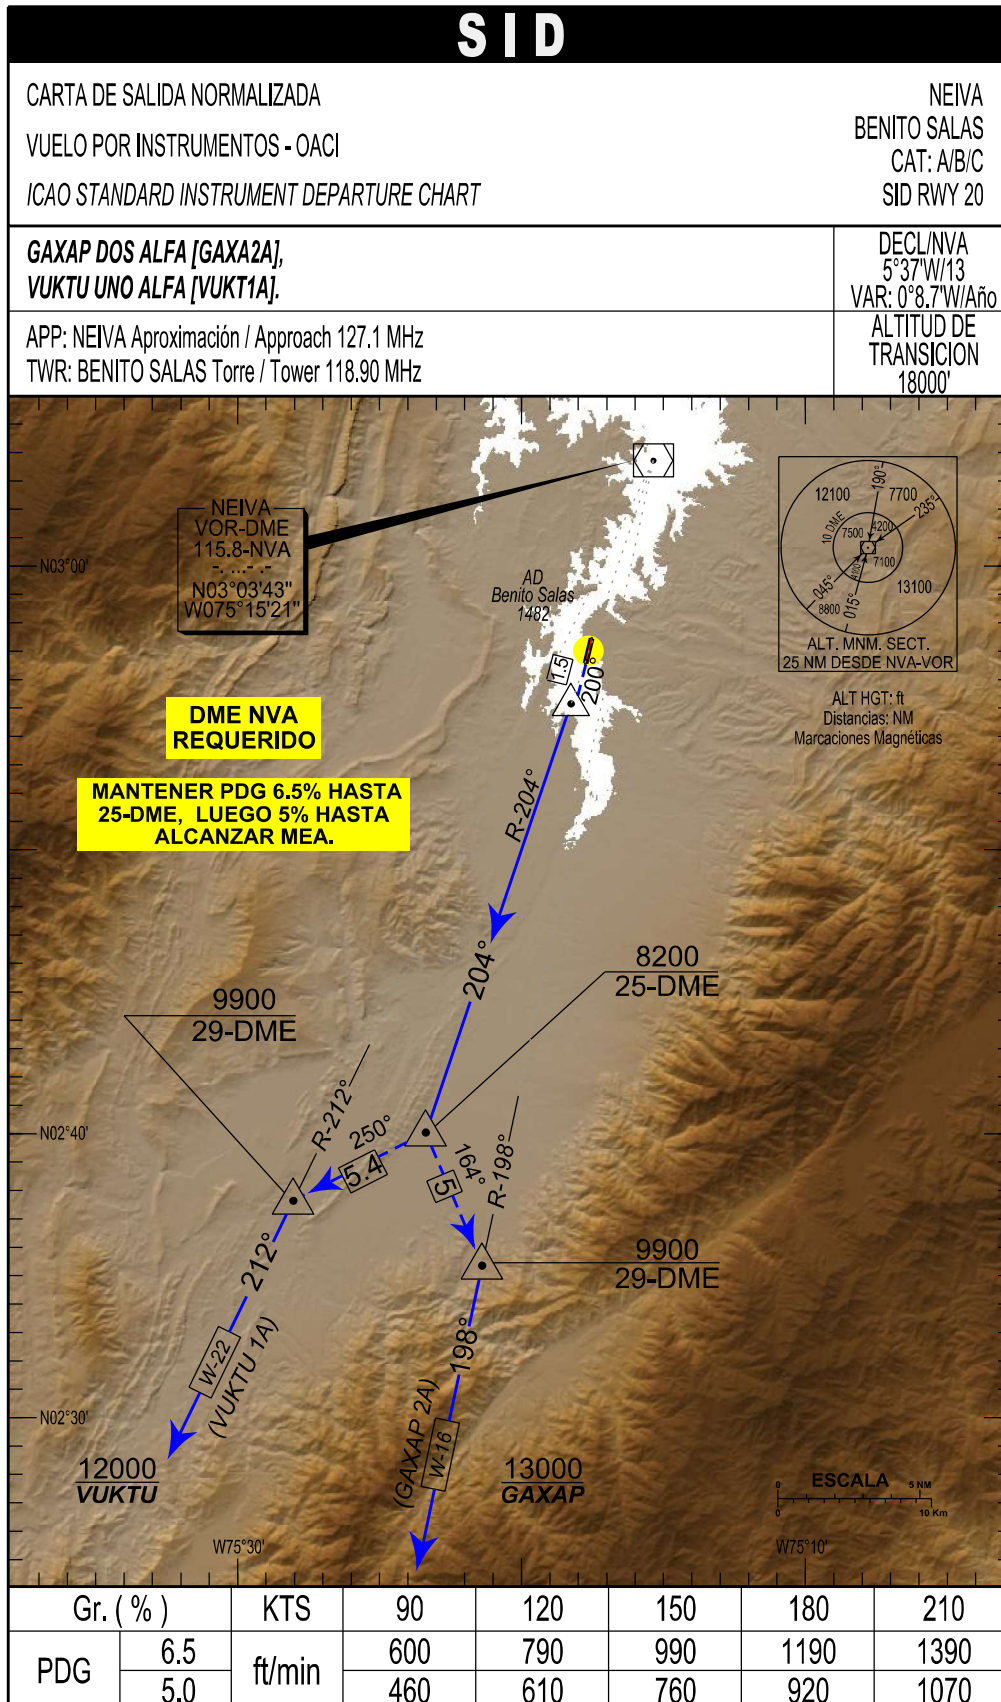 SID
CARTA DE SALIDA NORMALIZADA
VUELO POR INSTRUMENTOS - OACI
ICAO STANDARD INSTRUMENT DEPARTURE CHART
NEIVA
BENITO SALAS
CAT: A/B/C
SID RWY 20
GAXAP DOS ALFA [GAXA2A],
VUKTU UNO ALFA [VUKT1A].
DECL/NVA
5°37'W/13
VAR: 0°8.7'W/Año
APP: NEIVA Aproximación / Approach 127.1 MHz
TWR: BENITO SALAS Torre / Tower 118.90 MHz
ALTITUD DE
TRANSICION
18000'
NEIVA
VOR-DME
115.8-NVA
-. ...- .-
N03°03'43"
W075°15'21"
N03°00'
AD
Benito Salas
1482
12100
190°
7700
235°
10 DME
7500
4200
7100
4100
045°
8800
015°
13100
ALT. MNM. SECT.
25 NM DESDE NVA-VOR
ALT HGT: ft
Distancias: NM
Marcaciones Magnéticas
1.5
200°
DME NVA
REQUERIDO
MANTENER PDG 6.5% HASTA
25-DME, LUEGO 5% HASTA
ALCANZAR MEA.
R-204°
204°
8200
25-DME
9900
29-DME
R-212°
250°
5.4
164°
5
R-198°
N02°40'
212°
9900
29-DME
198°
W-22
(VUKTU 1A)
(GAXAP 2A)
W-16
N02°30'
12000
VUKTU
13000
GAXAP
ESCALA
0
5 NM
0
10 Km
W75°30'
W75°10'
Gr. ( % )
KTS
90
120
150
180
210
PDG
6.5
ft/min
600
790
990
1190
1390
5.0
460
610
760
920
1070